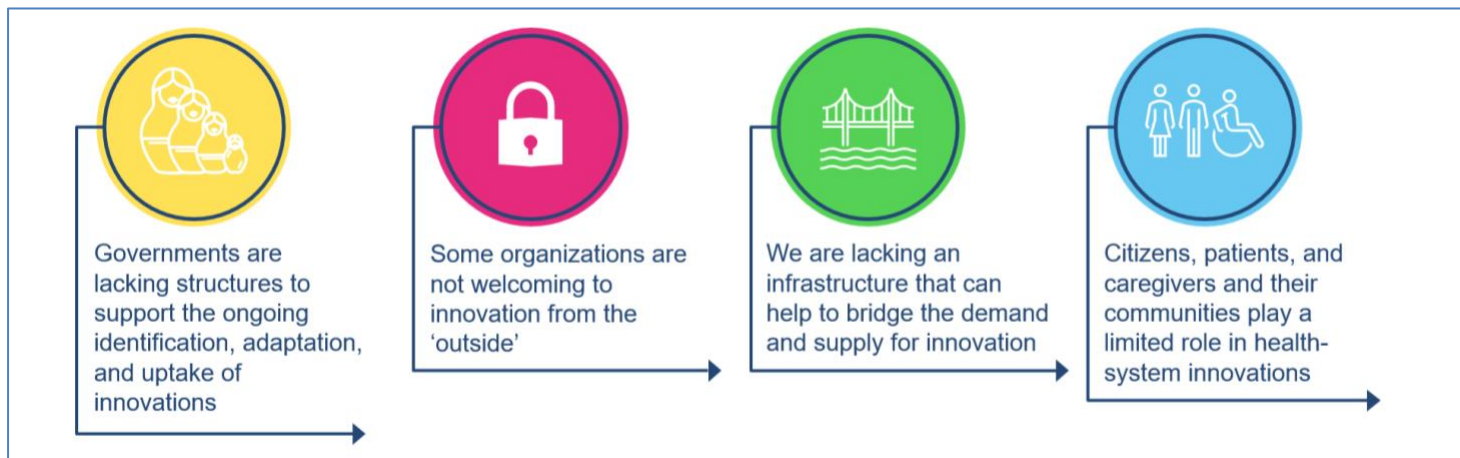 Governments are
lacking structures to
support the ongoing
identification, adaptation,
and uptake of
innovations
Some organizations are
not welcoming to
innovation from the
‘outside’
We are lacking an
infrastructure that can
help to bridge the demand
and supply for innovation
Citizens, patients, and
caregivers and their
communities play a
limited role in health-
system innovations